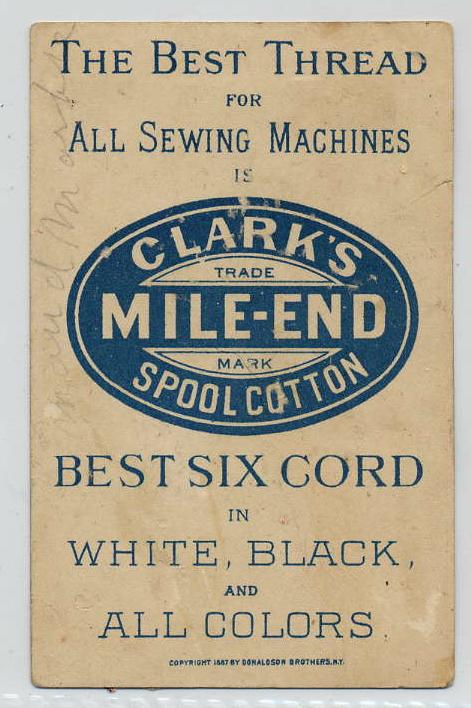 THE BEST THREAD
FOR
ALL SEWING MACHINES
IS
CLARK'S
TRADE
MILE-END
MARK
SPOOL COTTON
BEST SIX CORD
IN
WHITE, BLACK,
AND
ALL COLORS.
COPYRIGHT 1887 BY DONALDSON BROTHERS, N.Y.